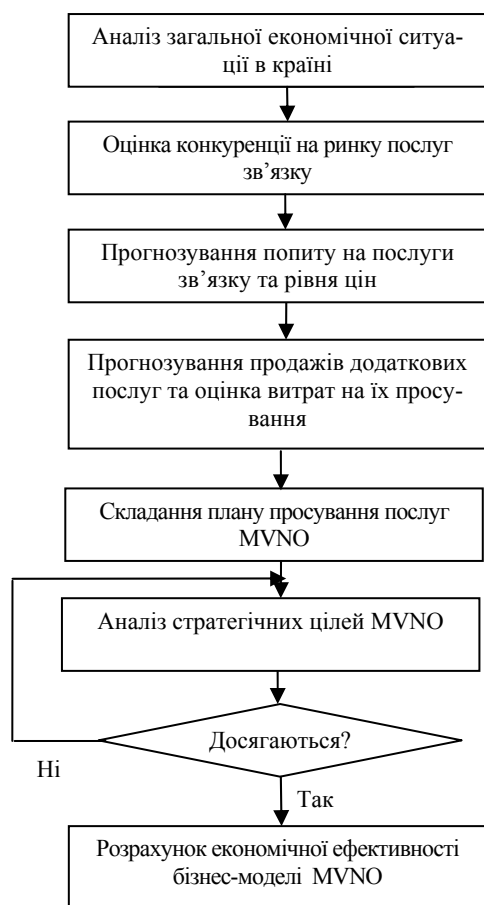 Аналіз загальної економічної ситуа-
ції в країні
Оцінка конкуренції на ринку послуг
зв’язку
Прогнозування попиту на послуги
зв’язку та рівня цін
Прогнозування продажів додаткових
послуг та оцінка витрат на їх просу-
вання
Складання плану просування послуг
MVNO
Аналіз стратегічних цілей MVNO
Досягаються?
Ні
Так
Розрахунок економічної ефективності
бізнес-моделі MVNO